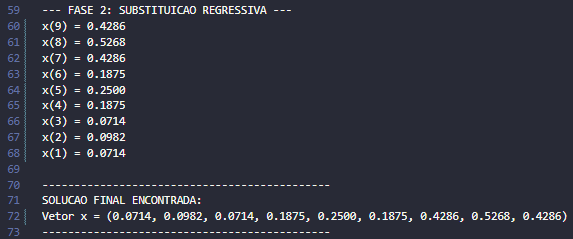 59 --- FASE 2: SUBSTITUICAO REGRESSIVA ---
60 x(9) = 0.4286
61 x(8) = 0.5268
62 x(7) = 0.4286
63 x(6) = 0.1875
64 x(5) = 0.2500
65 x(4) = 0.1875
66 x(3) = 0.0714
67 x(2) = 0.0982
68 x(1) = 0.0714
69
70 --------------------------------------------
71 SOLUCAO FINAL ENCONTRADA:
72 Vetor x = (0.0714, 0.0982, 0.0714, 0.1875, 0.2500, 0.1875, 0.4286, 0.5268, 0.4286)
73 --------------------------------------------